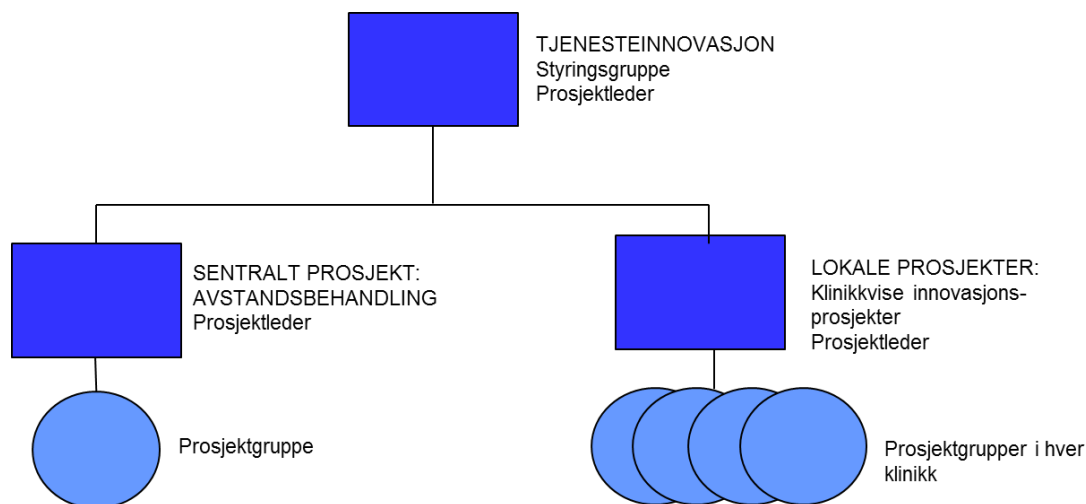 TJENESTEINNOVASJON
Styringsgruppe
Prosjektleder
SENTRALT PROSJEKT:
AVSTANDSBEHANDLING
Prosjektleder
LOKALE PROSJEKTER:
Klinikkvise innovasjons-
prosjekter
Prosjektleder
Prosjektgruppe
Prosjektgrupper i hver
klinikk